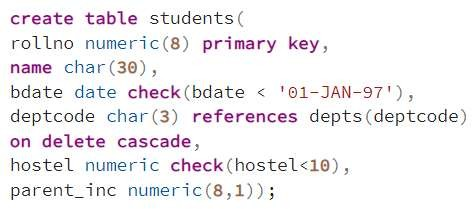 create table students(
rollno numeric(8) primary key,
name char(30),
bdate date check(bdate < '01-JAN-97'),
deptcode char(3) references depts(deptcode)
on delete cascade,
hostel numeric check(hostel<10),
parent_inc numeric(8,1));